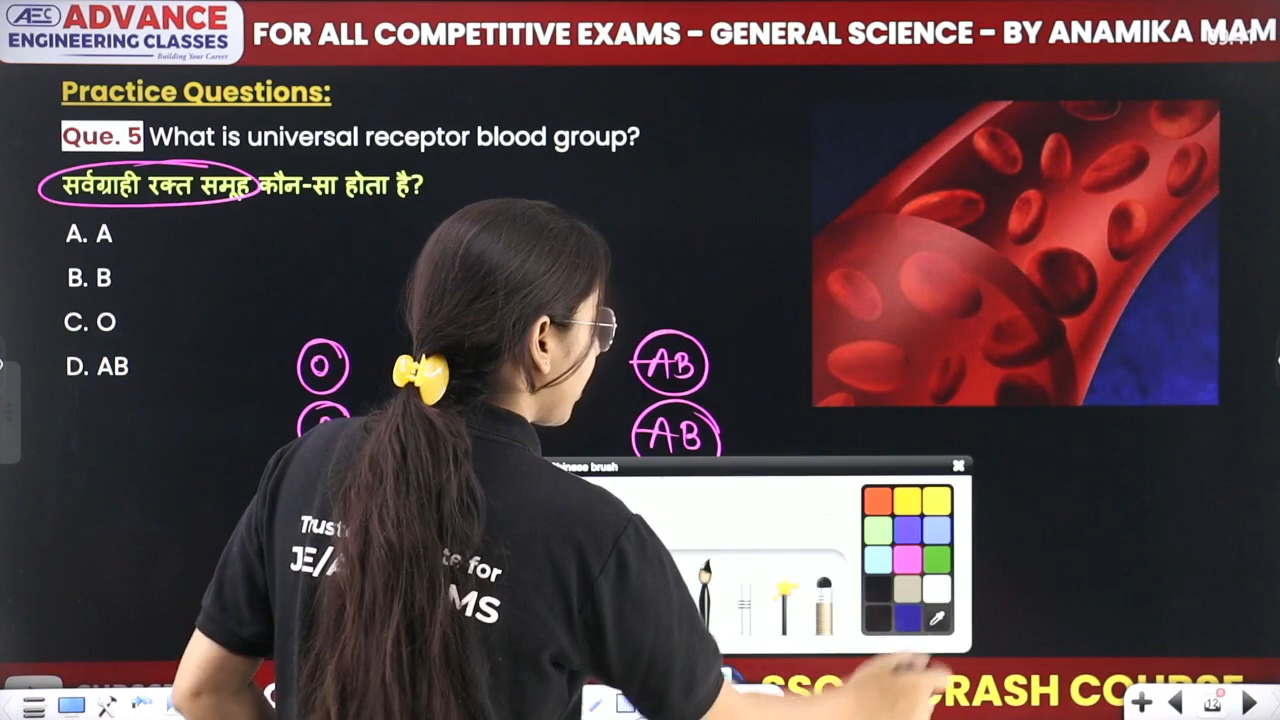 AEC ADVANCE
ENGINEERING CLASSES
Building Your Career
FOR ALL COMPETITIVE EXAMS – GENERAL SCIENCE – BY ANAMIKA MAM
Practice Questions:
Que. 5 What is universal receptor blood group?
सर्वग्राही रक्त समूह कौन-सा होता है?
A. A
B. B
C. O
D. AB
O
AB
AB
brush
for
JE/
MS
SSC
COURSE
12